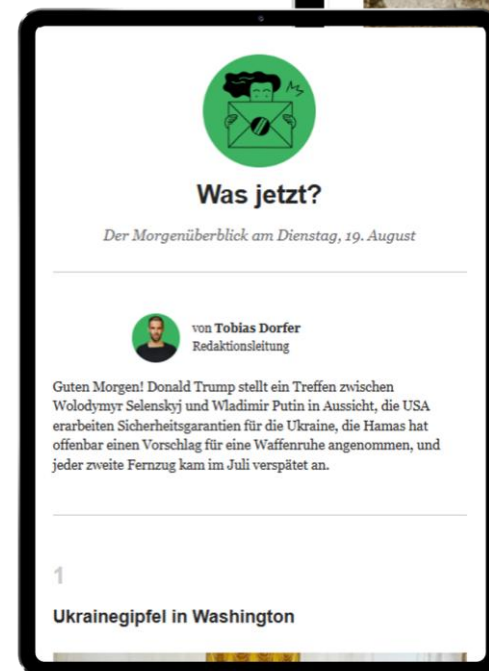 Was jetzt?
Der Morgenüberblick am Dienstag, 19. August
von Tobias Dorfer
Redaktionsleitung
Guten Morgen! Donald Trump stellt ein Treffen zwischen
Wolodymyr Selenskyj und Wladimir Putin in Aussicht, die USA
erarbeiten Sicherheitsgarantien für die Ukraine, die Hamas hat
offenbar einen Vorschlag für eine Waffenruhe angenommen, und
jeder zweite Fernzug kam im Juli verspätet an.
1
Ukrainegipfel in Washington